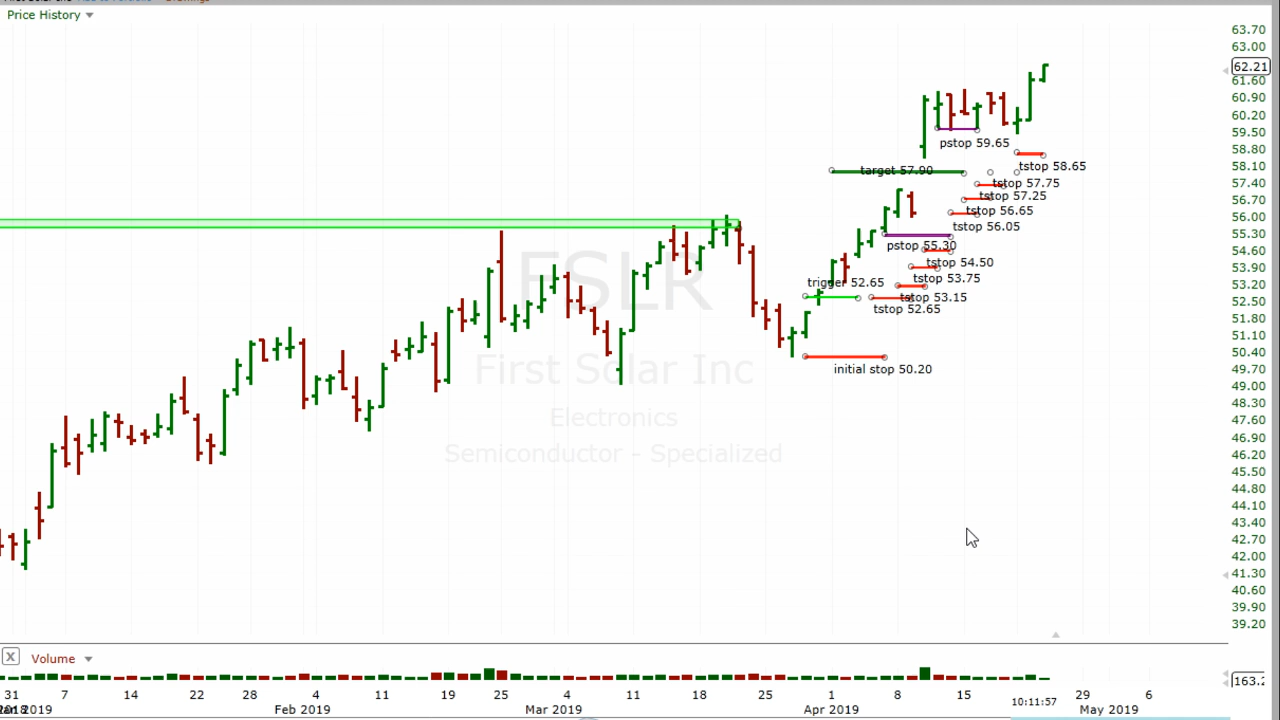 Price History
63.70
63.00
62.21
61.60
60.90
60.20
59.50
58.80
58.10
57.40
56.70
56.00
55.30
54.60
53.90
53.20
52.50
51.80
51.10
50.40
49.70
49.00
48.30
47.60
46.90
46.20
45.50
44.80
44.10
43.40
42.70
42.00
41.30
40.60
39.90
39.20
pstop 59.65
target 57.90
tstop 58.65
tstop 57.75
tstop 57.25
tstop 56.65
tstop 56.05
pstop 55.30
tstop 54.50
tstop 53.75
trigger 52.65
tstop 53.15
tstop 52.65
initial stop 50.20
FSLR
First Solar Inc
Electronics
Semiconductor - Specialized
X Volume
163.2
31 7 14 22 28 4 11 19 25 4 11 18 25 1 8 15 29 6
2019 Feb 2019 Mar 2019 Apr 2019 10:11:57 May 2019